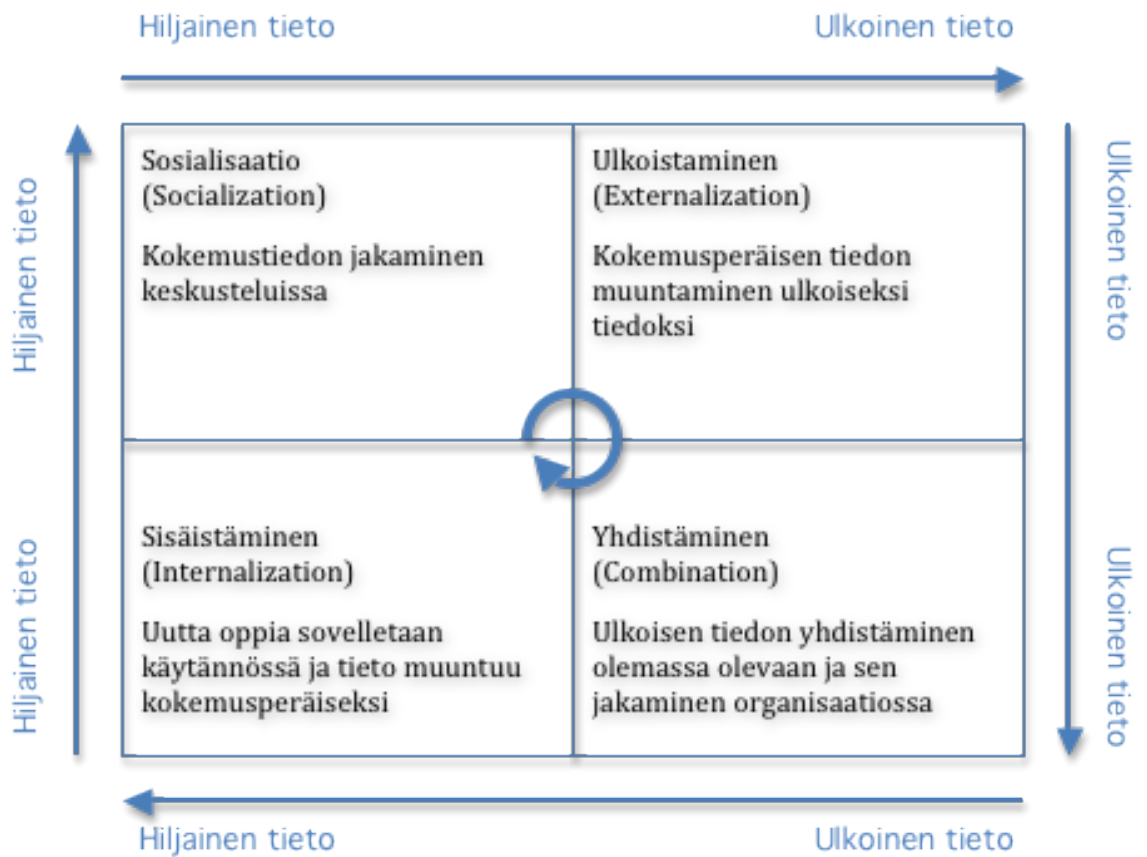 Hiljainen tieto
Ulkoinen tieto
Hiljainen tieto
Ulkoinen tieto
Sosialisaatio
(Socialization)
Kokemustiedon jakaminen
keskusteluissa
Ulkoistaminen
(Externalization)
Kokemusperäisen tiedon
muuntaminen ulkoiseksi
tiedoksi
Hiljainen tieto
Ulkoinen tieto
Sisäistäminen
(Internalization)
Uutta oppia sovelletaan
käytännössä ja tieto muuntuu
kokemusperäiseksi
Yhdistäminen
(Combination)
Ulkoisen tiedon yhdistäminen
olemassa olevaan ja sen
jakaminen organisaatiossa
Hiljainen tieto
Ulkoinen tieto